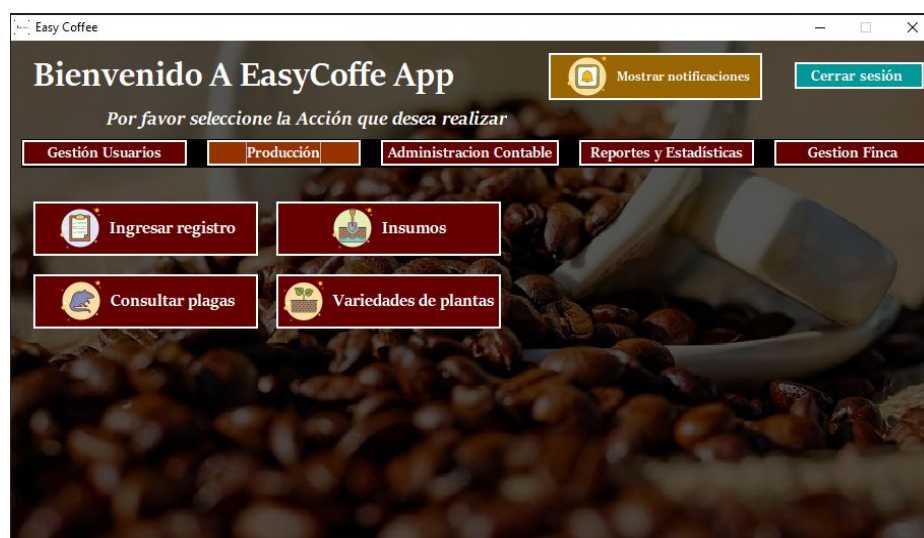 Easy Coffee
Bienvenido A EasyCoffe App
Mostrar notificaciones
Cerrar sesión
Por favor seleccione la Acción que desea realizar
Gestión Usuarios
Producción
Administracion Contable
Reportes y Estadísticas
Gestion Finca
Ingresar registro
Insumos
Consultar plagas
Variedades de plantas